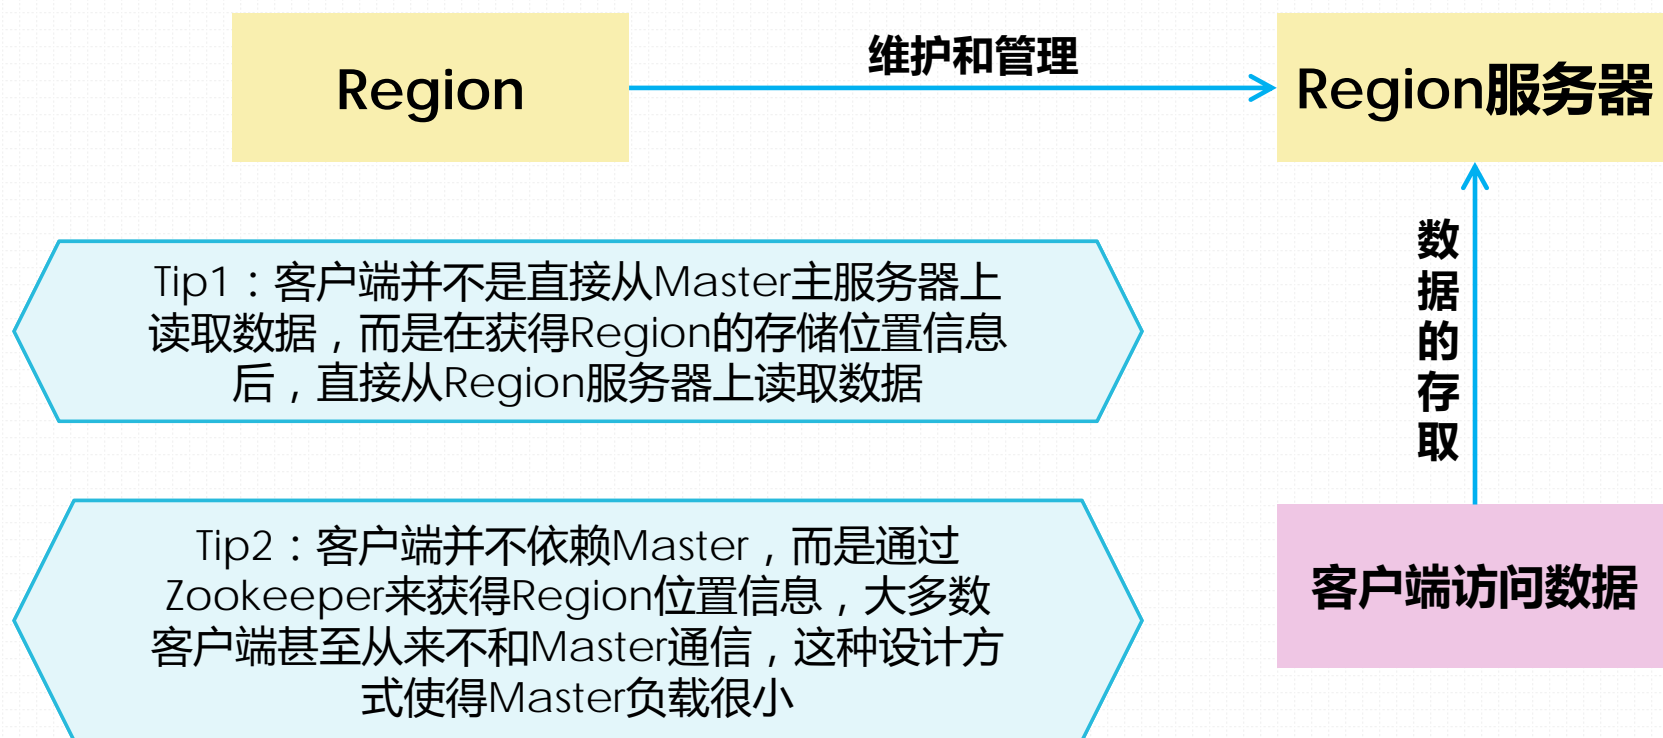 Region
维护和管理
Region服务器
Tip1：客户端并不是直接从Master主服务器上
读取数据，而是在获得Region的存储位置信息
后，直接从Region服务器上读取数据
数据的存取
Tip2：客户端并不依赖Master，而是通过
Zookeeper来获得Region位置信息，大多数
客户端甚至从来不和Master通信，这种设计方
式使得Master负载很小
客户端访问数据